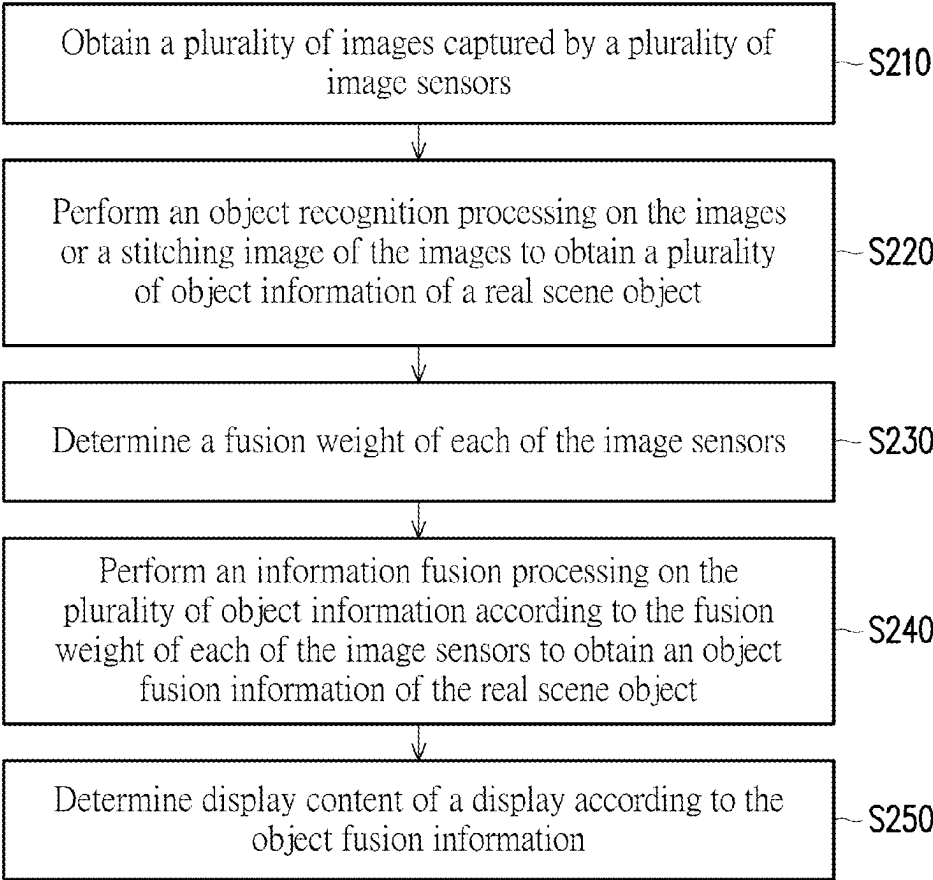 Obtain a plurality of images captured by a plurality of
image sensors
S210
Perform an object recognition processing on the images
or a stitching image of the images to obtain a plurality
of object information of a real scene object
S220
Determine a fusion weight of each of the image sensors
S230
Perform an information fusion processing on the
plurality of object information according to the fusion
weight of each of the image sensors to obtain an object
fusion information of the real scene object
S240
Determine display content of a display according to the
object fusion information
S250